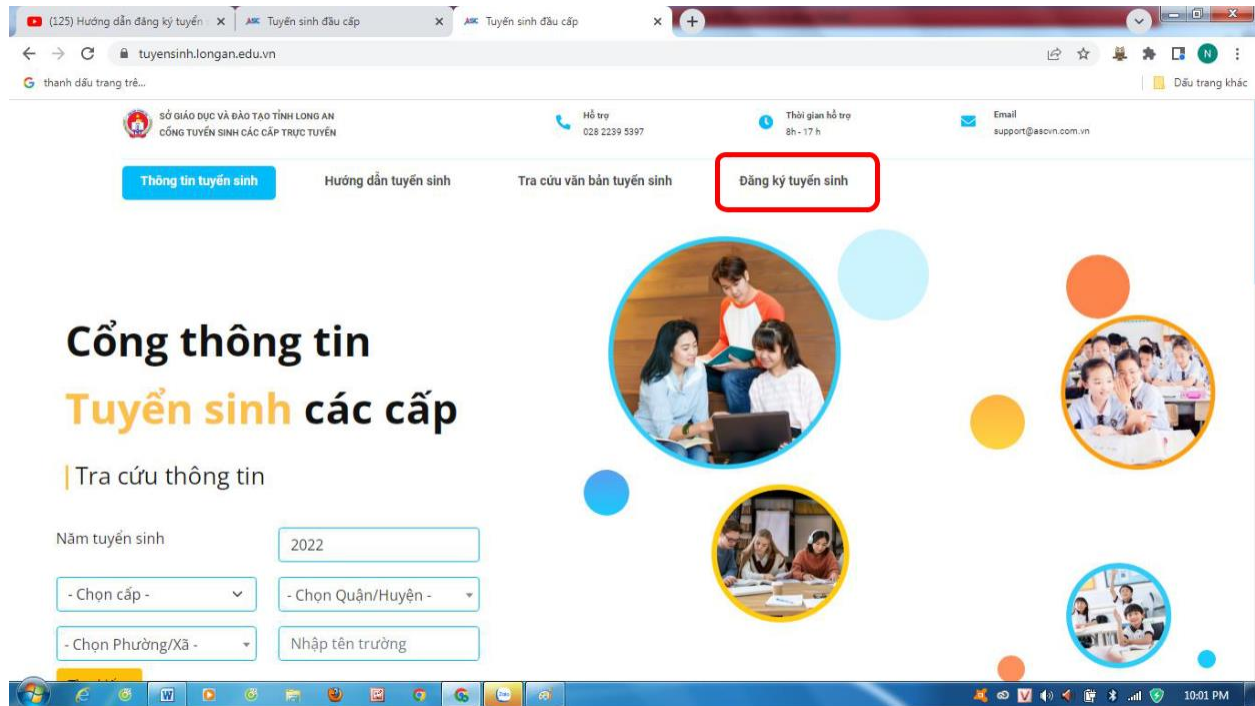 (125) Hướng dẫn đăng ký tuyển
Tuyển sinh đầu cấp
Tuyển sinh đầu cấp
tuyensinh.longan.edu.vn
N
thanh dấu trang trê...
Dấu trang khác
SỞ GIÁO DỤC VÀ ĐÀO TẠO TỈNH LONG AN
CỔNG TUYỂN SINH CÁC CẤP TRỰC TUYẾN
Hỗ trợ
028 2239 5397
Thời gian hỗ trợ
8h - 17 h
Email
support@ascvn.com.vn
Thông tin tuyển sinh
Hướng dẫn tuyển sinh
Tra cứu văn bản tuyển sinh
Đăng ký tuyển sinh
Cổng thông tin
Tuyển sinh các cấp
Tra cứu thông tin
Năm tuyển sinh
2022
- Chọn cấp -
- Chọn Quận/Huyện -
- Chọn Phường/Xã -
Nhập tên trường
10:01 PM